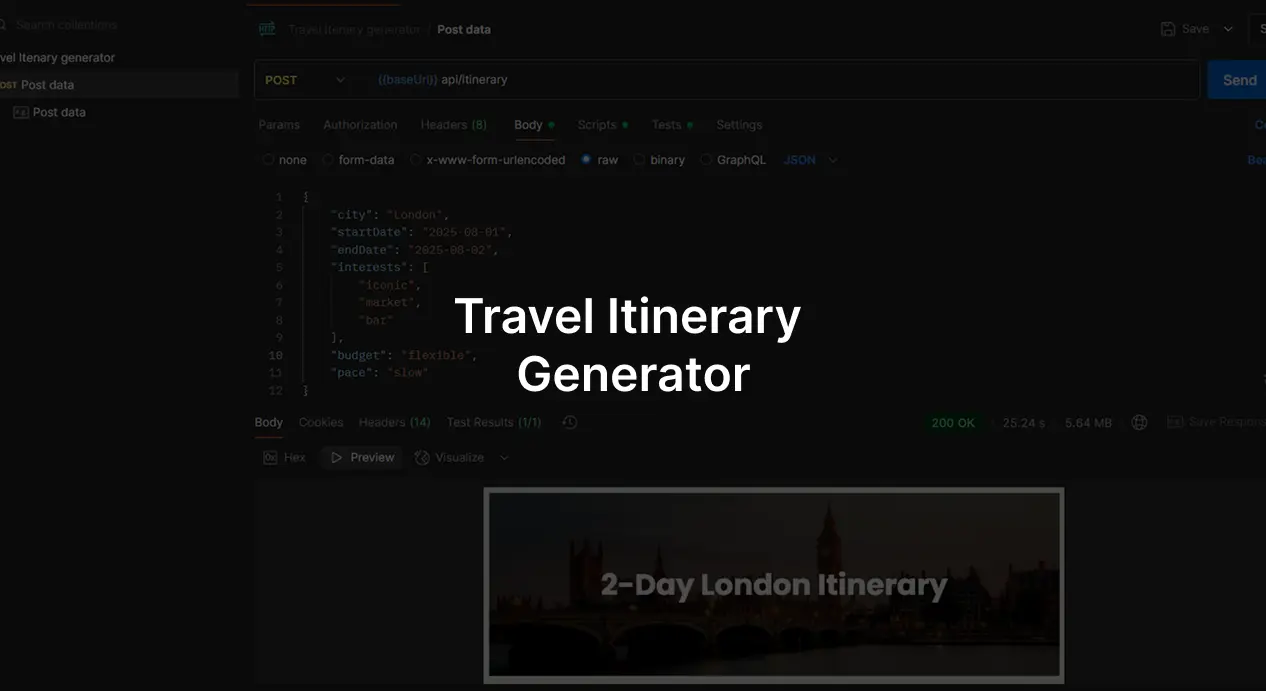 Search collections
Travel Itenary generator / Post data
Save
vel Itenary generator
OST Post data
Post data
POST {{baseUrl}} api/itinerary
Send
Params Authorization Headers (8) Body Scripts Tests Settings
none form-data x-www-form-urlencoded raw binary GraphQL JSON
1 {
2 "city": "London",
3 "startDate": "2025-08-01",
4 "endDate": "2025-08-02",
5 "interests": [
6 "iconic",
7 "market",
8 "bar"
9 ],
10 "budget": "flexible",
11 "pace": "slow"
12 }
Travel Itinerary
Generator
Body Cookies Headers (14) Test Results (1/1) 200 OK 25.24 s 5.64 MB Save Respon
Hex Preview Visualize
2-Day London Itinerary